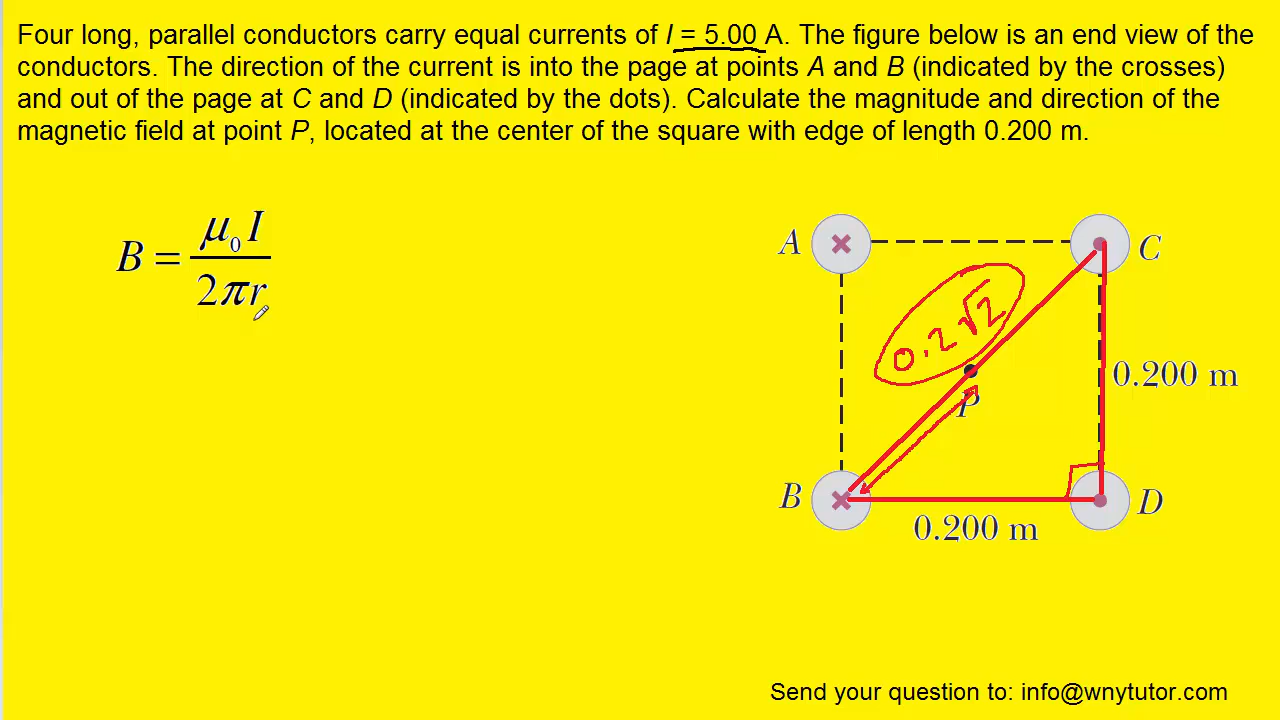 Four long, parallel conductors carry equal currents of I = 5.00 A. The figure below is an end view of the
conductors. The direction of the current is into the page at points A and B (indicated by the crosses)
and out of the page at C and D (indicated by the dots). Calculate the magnitude and direction of the
magnetic field at point P, located at the center of the square with edge of length 0.200 m.
B = μ₀ I / 2πr
A
C
0.2√2
0.200 m
P
B
D
0.200 m
Send your question to: info@wnytutor.com